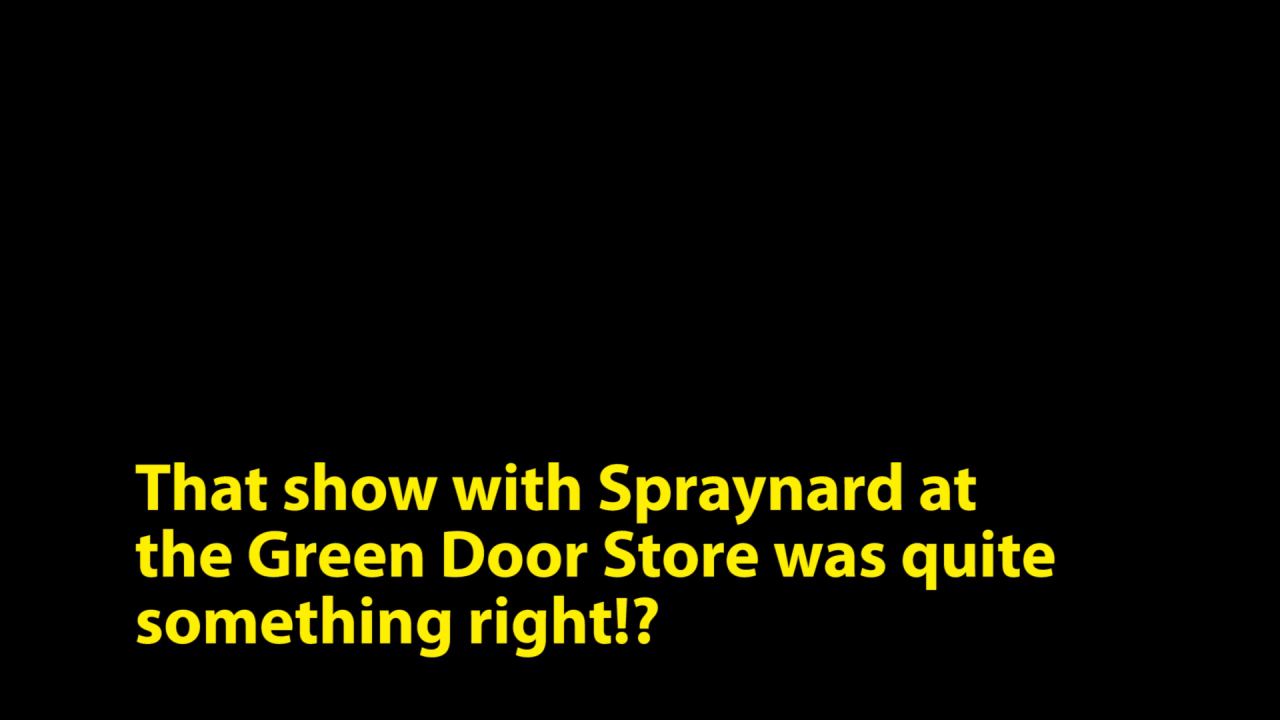 That show with Spraynard at
the Green Door Store was quite
something right!?